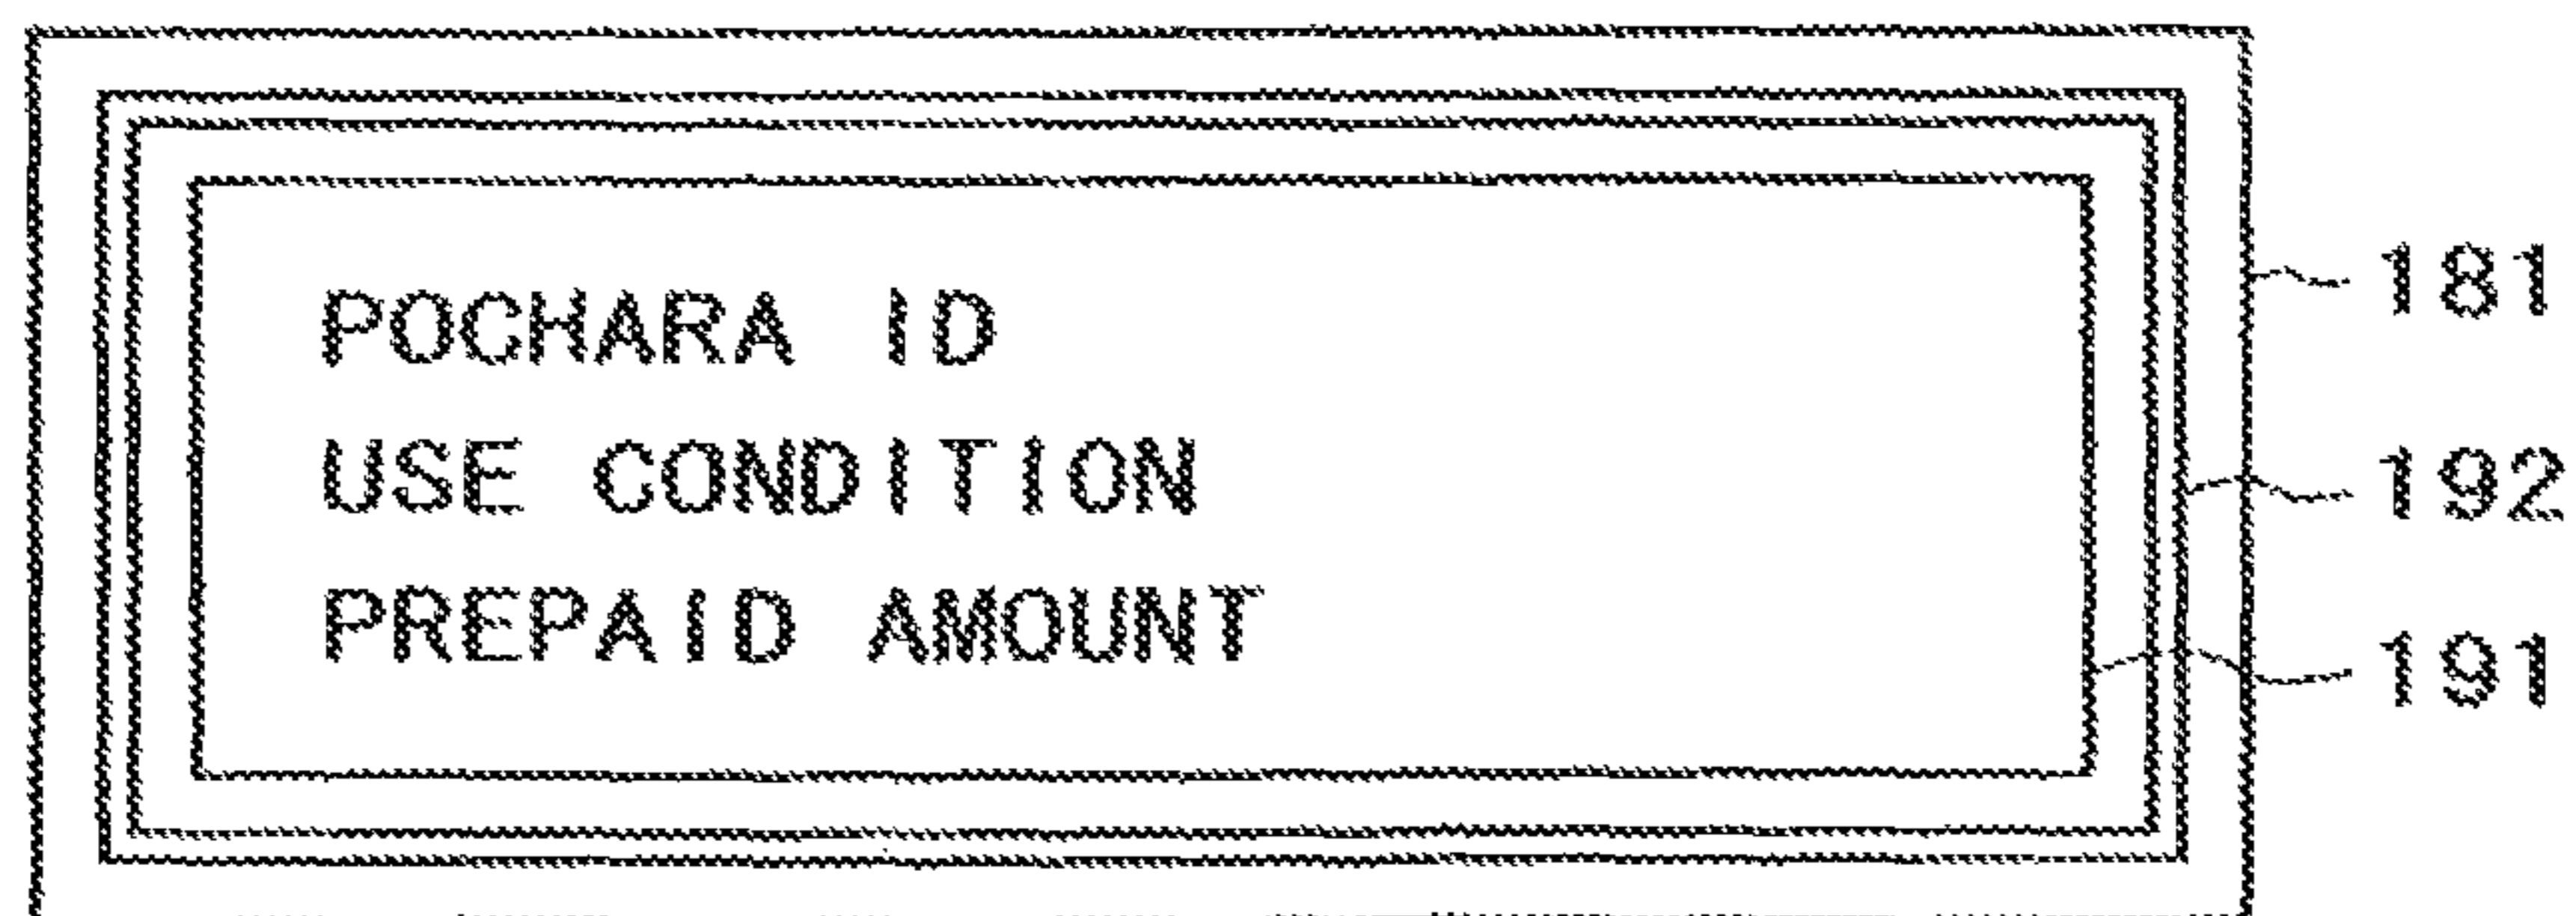 POCHARA ID
USE CONDITION
PREPAID AMOUNT
181
192
191